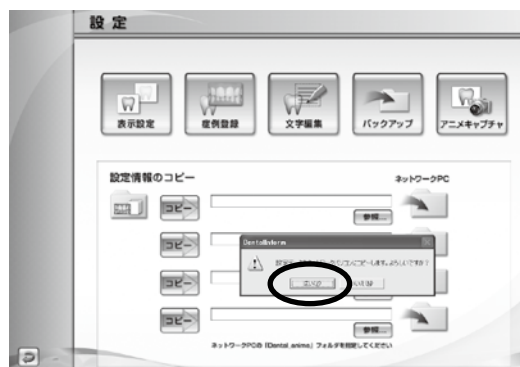 設定
表示設定
症例登録
文字編集
バックアップ
アニメキャプチャ
設定情報のコピー
ネットワークPC
コピー
参照...
コピー
DentalInform
コピー
コピー
参照...
ネットワークPCの「Dental_anime」フォルダを指定してください